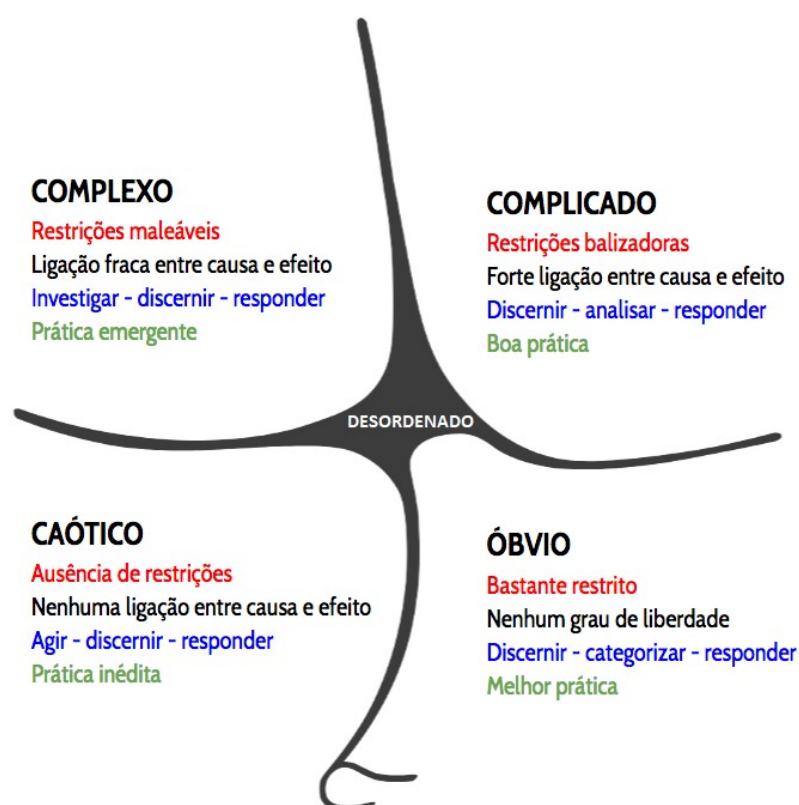 COMPLEXO
Restrições maleáveis
Ligação fraca entre causa e efeito
Investigar - discernir - responder
Prática emergente
COMPLICADO
Restrições balizadoras
Forte ligação entre causa e efeito
Discernir - analisar - responder
Boa prática
DESORDENADO
CAÓTICO
Ausência de restrições
Nenhuma ligação entre causa e efeito
Agir - discernir - responder
Prática inédita
ÓBVIO
Bastante restrito
Nenhum grau de liberdade
Discernir - categorizar - responder
Melhor prática